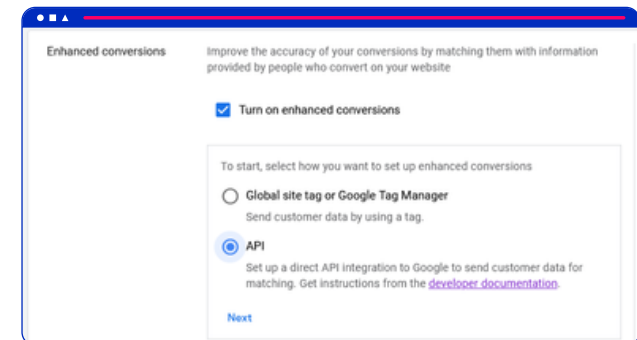 Enhanced conversions
Improve the accuracy of your conversions by matching them with information
provided by people who convert on your website
Turn on enhanced conversions
To start, select how you want to set up enhanced conversions
Global site tag or Google Tag Manager
Send customer data by using a tag.
API
Set up a direct API integration to Google to send customer data for
matching. Get instructions from the developer documentation.
Next